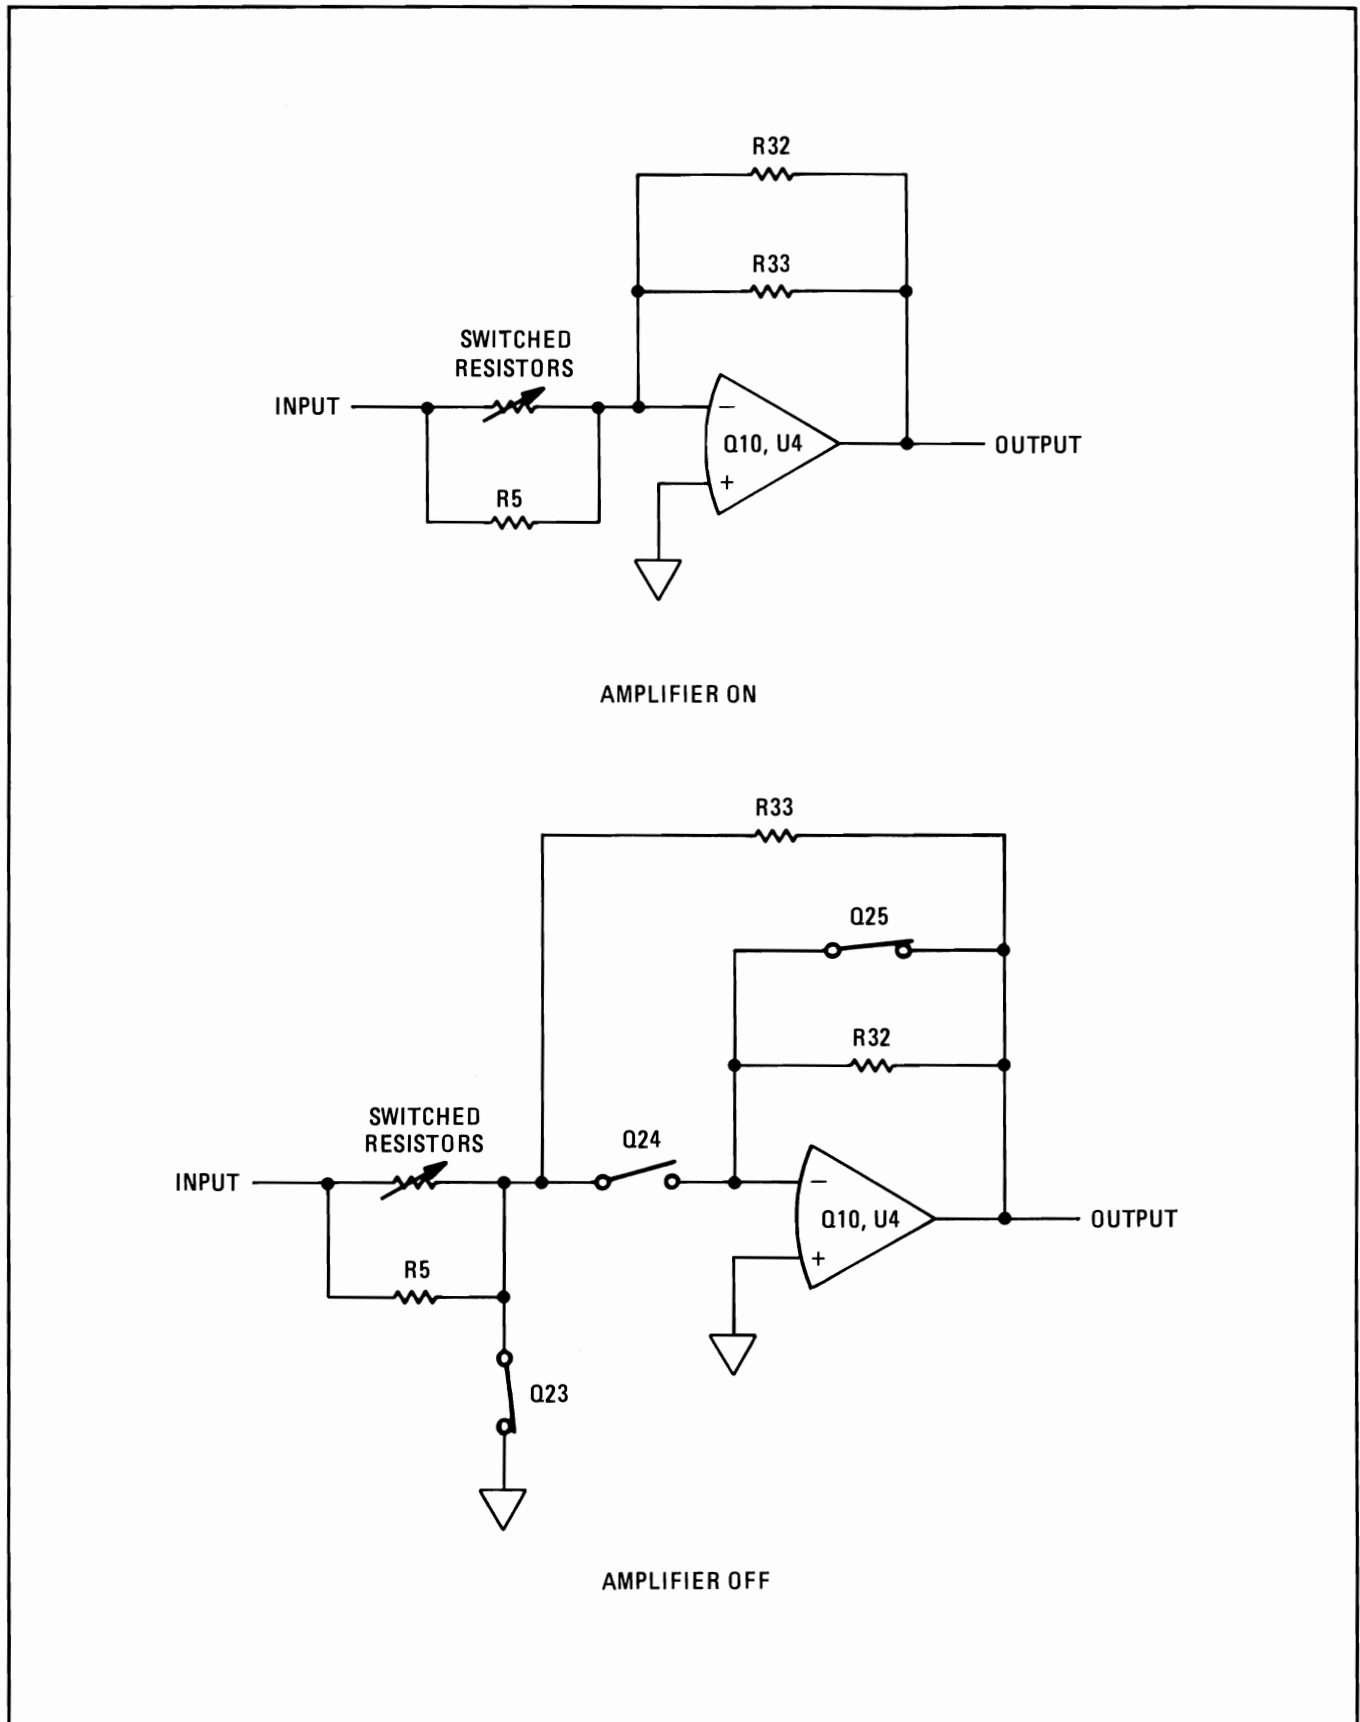 R32
R33
SWITCHED
RESISTORS
INPUT
−
Q10, U4
OUTPUT
+
R5
AMPLIFIER ON
R33
Q25
R32
SWITCHED
RESISTORS
Q24
INPUT
−
Q10, U4
OUTPUT
+
R5
Q23
AMPLIFIER OFF